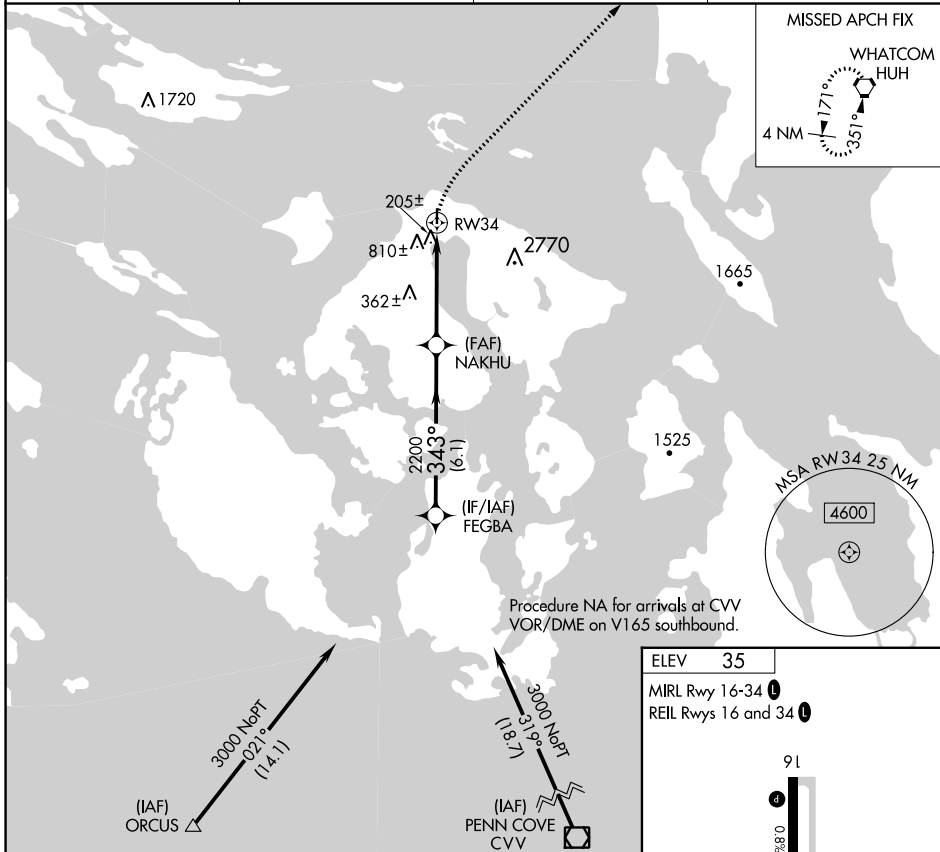 MISSED APCH FIX
WHATCOM
HUH
171°
351°
4 NM
1720
205±
RW34
810±
2770
362±
1665
(FAF)
NAKHU
2200
343°
(6.1)
1525
(IF/IAF)
FEGBA
MSA RW34 25 NM
4600
Procedure NA for arrivals at CVV
VOR/DME on V165 southbound.
3000 NoPT
021°
(14.1)
3000 NoPT
319°
(18.7)
(IAF)
ORCUS
(IAF)
PENN COVE
CVV
ELEV 35
MIRL Rwy 16-34 L
REIL Rwys 16 and 34 L
16
P
0.8%